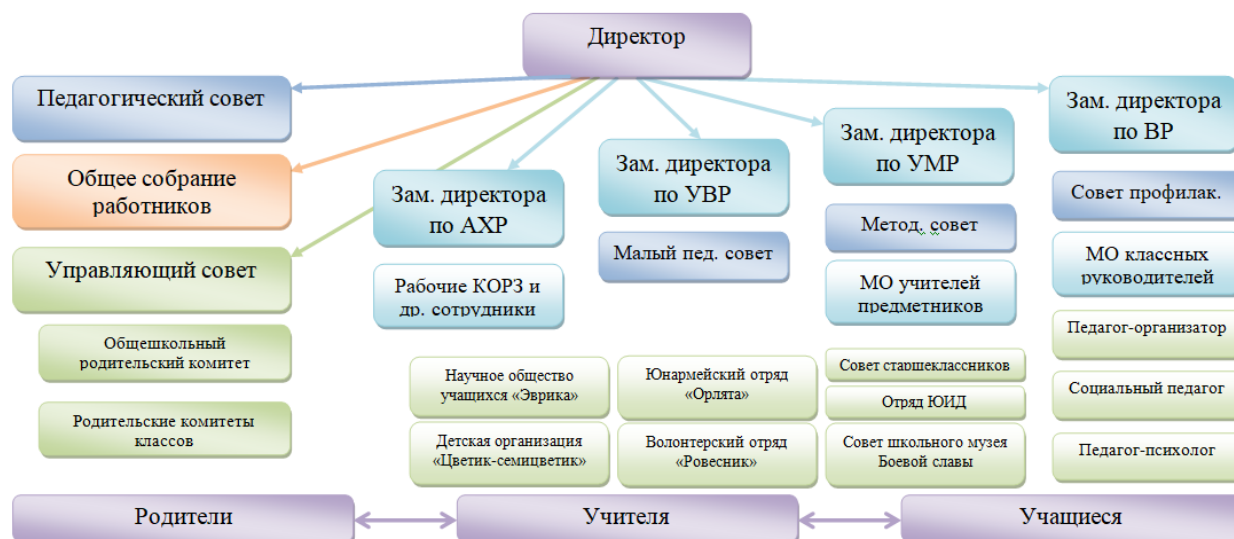 Директор
Педагогический совет
Общее собрание
работников
Управляющий совет
Общешкольный
родительский комитет
Родительские комитеты
классов
Зам. директора
по АХР
Рабочие КОРЗ и
др. сотрудники
Зам. директора
по УВР
Малый пед. совет
Зам. директора
по УМР
Метод. совет
МО учителей
предметников
Зам. директора
по ВР
Совет профилак.
МО классных
руководителей
Педагог-организатор
Социальный педагог
Педагог-психолог
Научное общество
учащихся «Эврика»
Юнармейский отряд
«Орлята»
Совет старшеклассников
Отряд ЮИД
Детская организация
«Цветик-семицветик»
Волонтерский отряд
«Ровесник»
Совет школьного музея
Боевой славы
Родители
Учителя
Учащиеся